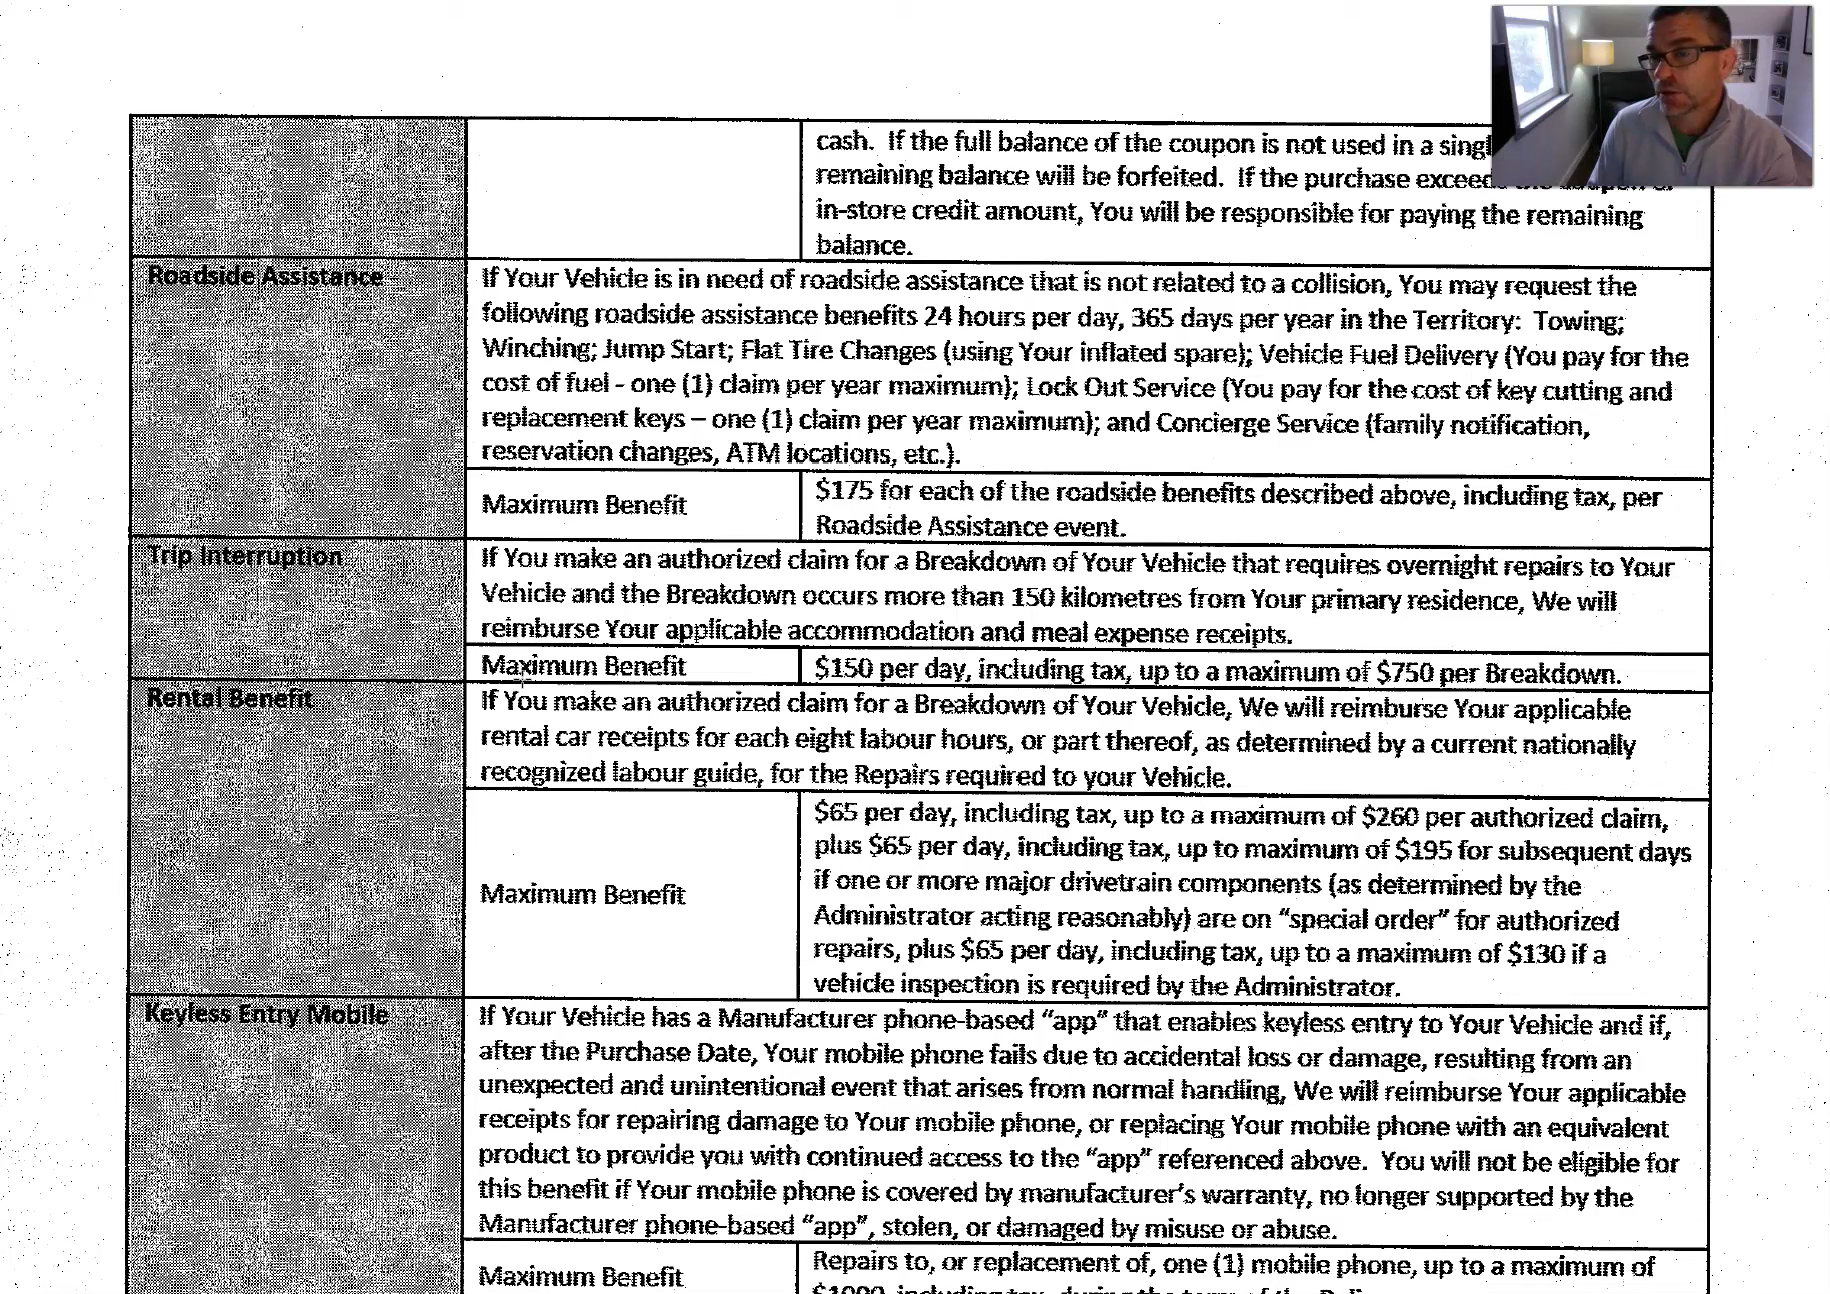 cash. If the full balance of the coupon is not used in a singl
remaining balance will be forfeited. If the purchase exceeds
in-store credit amount, You will be responsible for paying the remaining
balance.
Roadside Assistance
If Your Vehicle is in need of roadside assistance that is not related to a collision, You may request the
following roadside assistance benefits 24 hours per day, 365 days per year in the Territory: Towing;
Winching; Jump Start; Flat Tire Changes (using Your inflated spare); Vehicle Fuel Delivery (You pay for the
cost of fuel - one (1) claim per year maximum); Lock Out Service (You pay for the cost of key cutting and
replacement keys – one (1) claim per year maximum); and Concierge Service (family notification,
reservation changes, ATM locations, etc.).
Maximum Benefit
$175 for each of the roadside benefits described above, including tax, per
Roadside Assistance event.
Trip Interruption
If You make an authorized claim for a Breakdown of Your Vehicle that requires overnight repairs to Your
Vehicle and the Breakdown occurs more than 150 kilometres from Your primary residence, We will
reimburse Your applicable accommodation and meal expense receipts.
Maximum Benefit
$150 per day, including tax, up to a maximum of $750 per Breakdown.
Rental Benefit
If You make an authorized claim for a Breakdown of Your Vehicle, We will reimburse Your applicable
rental car receipts for each eight labour hours, or part thereof, as determined by a current nationally
recognized labour guide, for the Repairs required to your Vehicle.
Maximum Benefit
$65 per day, including tax, up to a maximum of $260 per authorized claim,
plus $65 per day, including tax, up to maximum of $195 for subsequent days
if one or more major drivetrain components (as determined by the
Administrator acting reasonably) are on "special order" for authorized
repairs, plus $65 per day, including tax, up to a maximum of $130 if a
vehicle inspection is required by the Administrator.
Keyless Entry Mobile
If Your Vehicle has a Manufacturer phone-based "app" that enables keyless entry to Your Vehicle and if,
after the Purchase Date, Your mobile phone fails due to accidental loss or damage, resulting from an
unexpected and unintentional event that arises from normal handling, We will reimburse Your applicable
receipts for repairing damage to Your mobile phone, or replacing Your mobile phone with an equivalent
product to provide you with continued access to the "app" referenced above. You will not be eligible for
this benefit if Your mobile phone is covered by manufacturer's warranty, no longer supported by the
Manufacturer phone-based "app", stolen, or damaged by misuse or abuse.
Maximum Benefit
Repairs to, or replacement of, one (1) mobile phone, up to a maximum of